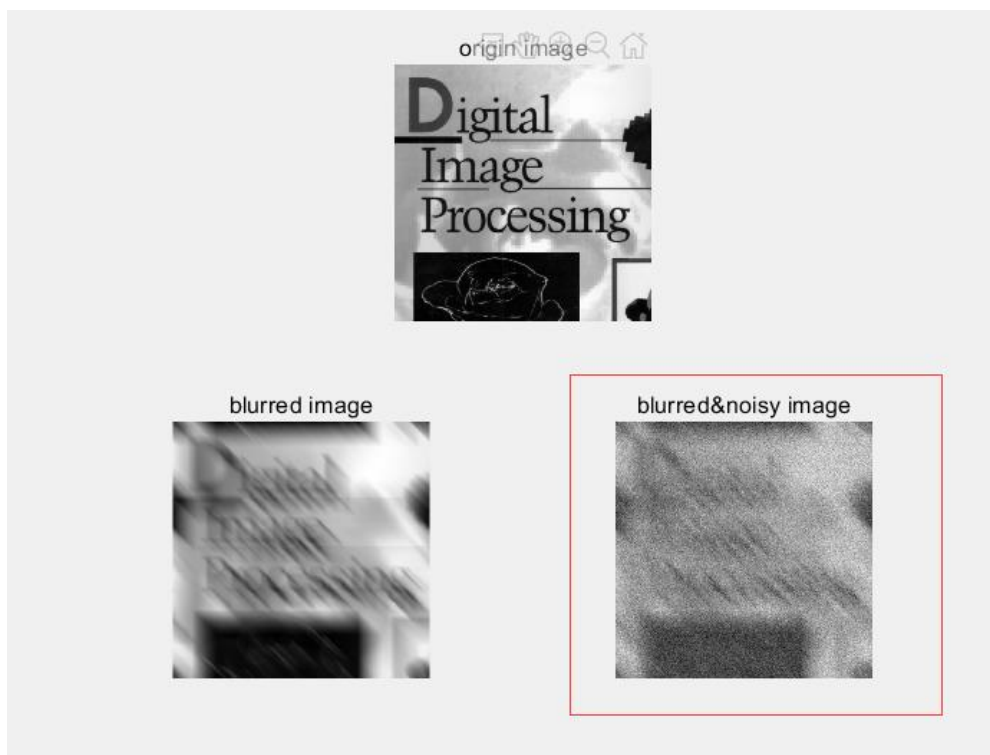 origin image
Digital
Image
Processing
blurred image
blurred&noisy image